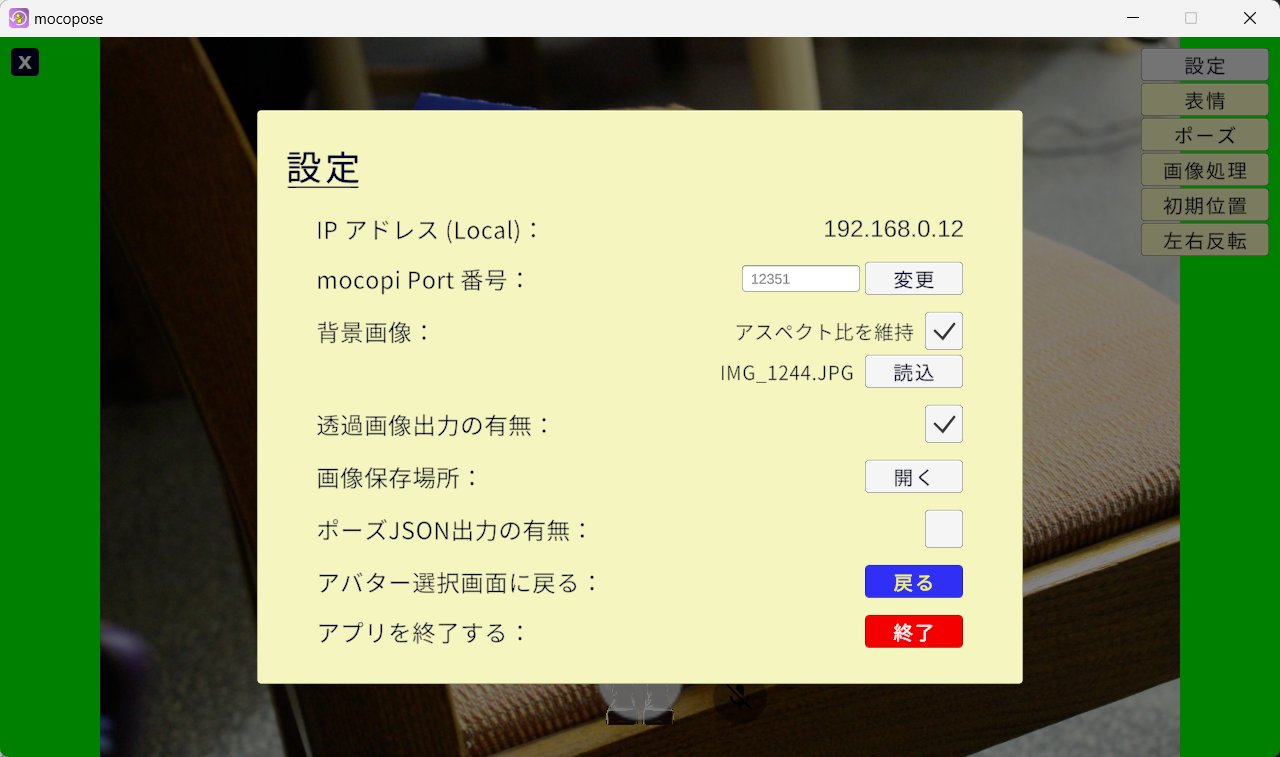 mocopose
X
設定
表情
ポーズ
画像処理
初期位置
左右反転
設定
IP アドレス (Local)： 192.168.0.12
mocopi Port 番号： 12351 変更
背景画像： アスペクト比を維持
IMG_1244.JPG 読込
透過画像出力の有無：
画像保存場所： 開く
ポーズJSON出力の有無：
アバター選択画面に戻る： 戻る
アプリを終了する： 終了